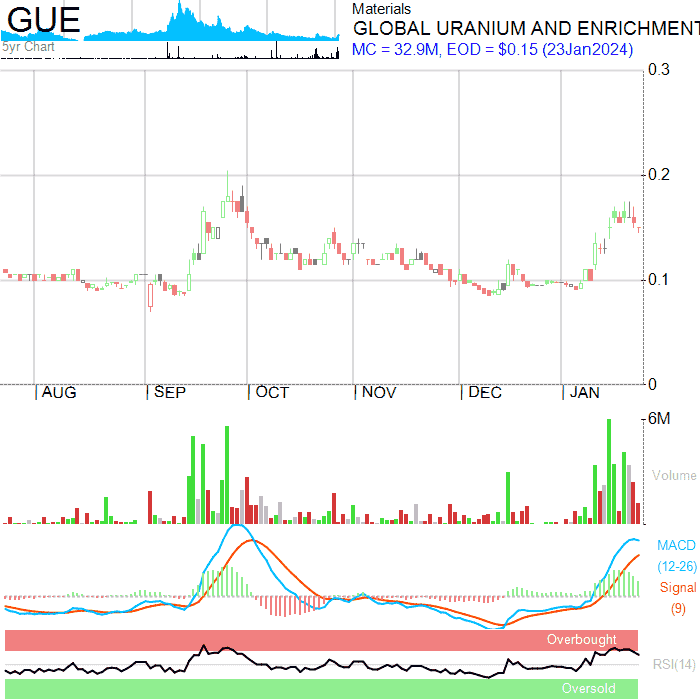 GUE
5yr Chart
Materials
GLOBAL URANIUM AND ENRICHMENT
MC = 32.9M, EOD = $0.15 (23Jan2024)
0.3
0.2
0.1
0
AUG
SEP
OCT
NOV
DEC
JAN
6M
Volume
MACD
(12-26)
Signal
(9)
Overbought
RSI(14)
Oversold